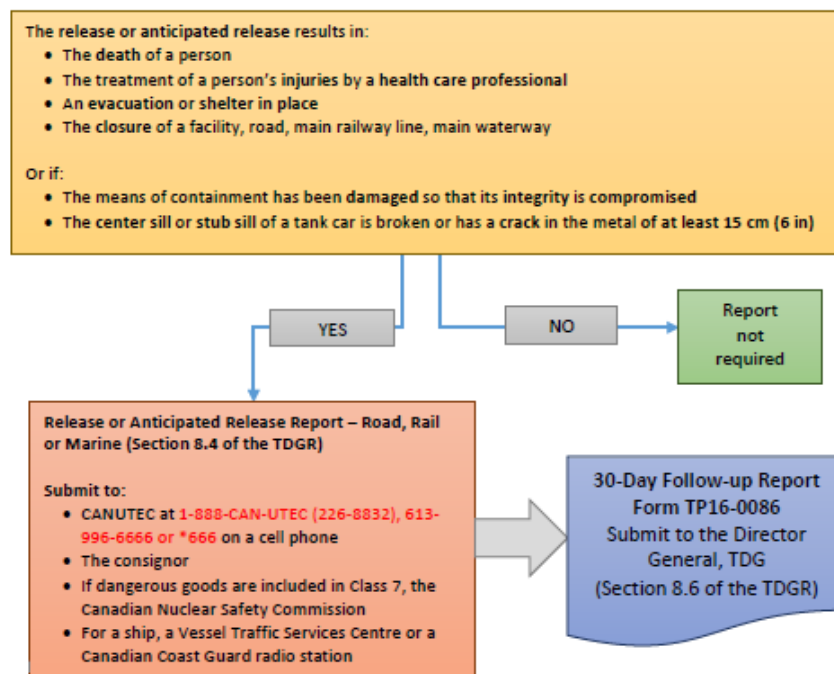 The release or anticipated release results in:
• The death of a person
• The treatment of a person's injuries by a health care professional
• An evacuation or shelter in place
• The closure of a facility, road, main railway line, main waterway
Or if:
• The means of containment has been damaged so that its integrity is compromised
• The center sill or stub sill of a tank car is broken or has a crack in the metal of at least 15 cm (6 in)
YES
NO
Report
not
required
Release or Anticipated Release Report – Road, Rail
or Marine (Section 8.4 of the TDGR)
Submit to:
• CANUTEC at 1-888-CAN-UTEC (226-8832), 613-
996-6666 or *666 on a cell phone
• The consignor
• If dangerous goods are included in Class 7, the
Canadian Nuclear Safety Commission
• For a ship, a Vessel Traffic Services Centre or a
Canadian Coast Guard radio station
30-Day Follow-up Report
Form TP16-0086
Submit to the Director
General, TDG
(Section 8.6 of the TDGR)